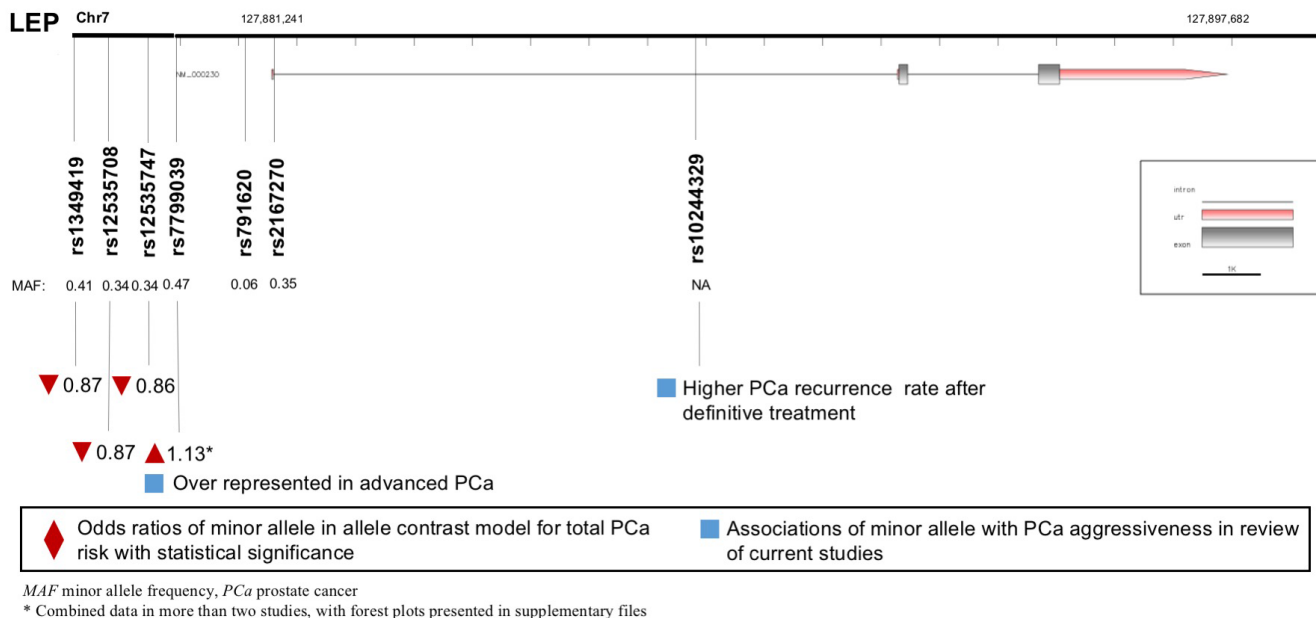 LEP Chr7 127,881,241 127,897,682
NM_000230
rs1349419 rs12535708 rs12535747 rs7799039 rs791620 rs2167270 rs10244329
intron
utr
exon
1K
MAF: 0.41 0.34 0.34 0.47 0.06 0.35 NA
0.87 0.86
Higher PCa recurrence rate after
definitive treatment
0.87 1.13*
Over represented in advanced PCa
Odds ratios of minor allele in allele contrast model for total PCa
risk with statistical significance
Associations of minor allele with PCa aggressiveness in review
of current studies
MAF minor allele frequency, PCa prostate cancer
* Combined data in more than two studies, with forest plots presented in supplementary files